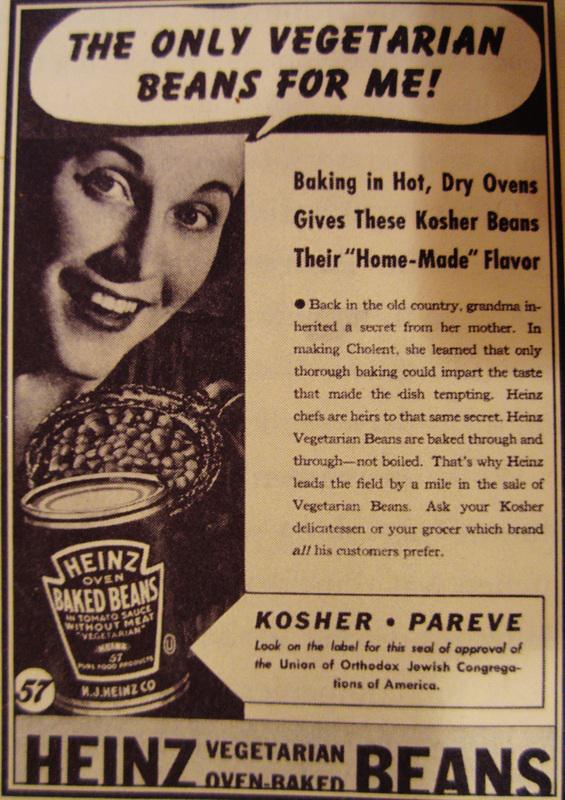 THE ONLY VEGETARIAN
BEANS FOR ME!
Baking in Hot, Dry Ovens
Gives These Kosher Beans
Their "Home-Made" Flavor
● Back in the old country, grandma in-
herited a secret from her mother. In
making Cholent, she learned that only
thorough baking could impart the taste
that made the dish tempting. Heinz
chefs are heirs to that same secret. Heinz
Vegetarian Beans are baked through and
through—not boiled. That's why Heinz
leads the field by a mile in the sale of
Vegetarian Beans. Ask your Kosher
delicatessen or your grocer which brand
all his customers prefer.
HEINZ
OVEN
BAKED BEANS
IN TOMATO SAUCE
WITHOUT MEAT
"VEGETARIAN"
HEINZ
57
PURE FOOD PRODUCTS
H.J. HEINZ CO
U
57
KOSHER • PAREVE
Look on the label for this seal of approval of
the Union of Orthodox Jewish Congrega-
tions of America.
HEINZ VEGETARIAN OVEN-BAKED BEANS